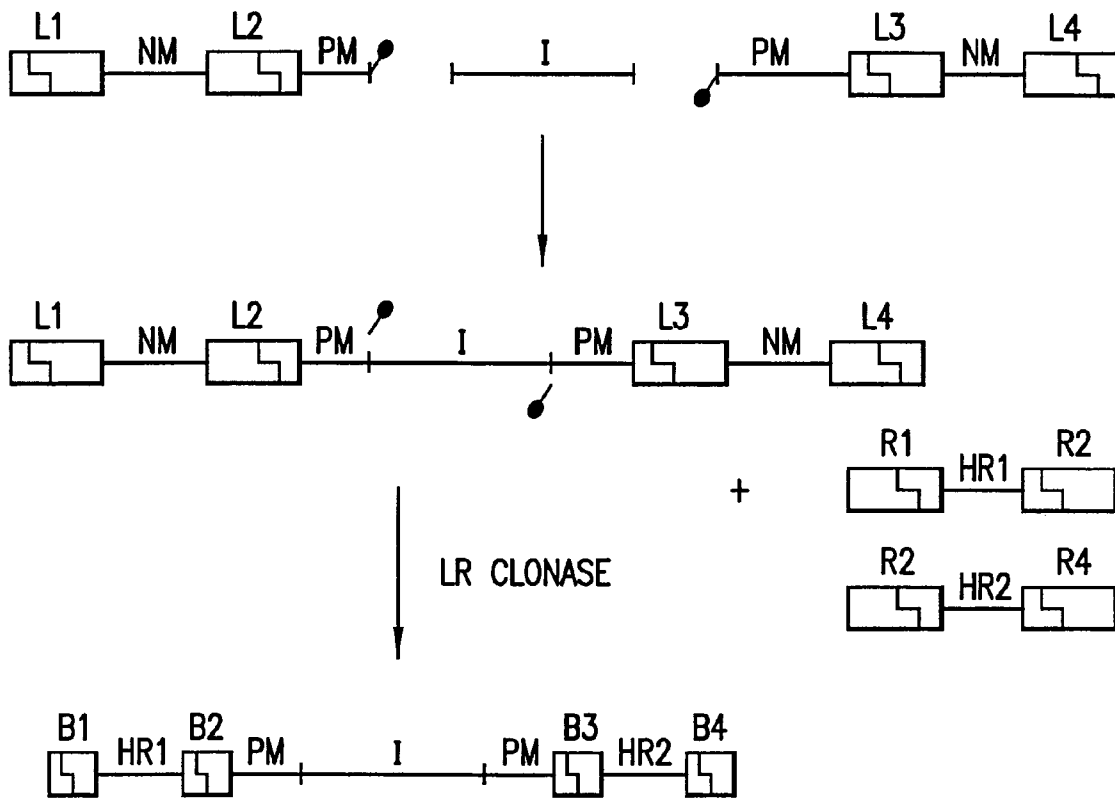 L1 NM L2 PM I PM L3 NM L4
L1 NM L2 PM I PM L3 NM L4
+ R1 HR1 R2
LR CLONASE
R2 HR2 R4
B1 HR1 B2 PM I PM B3 HR2 B4